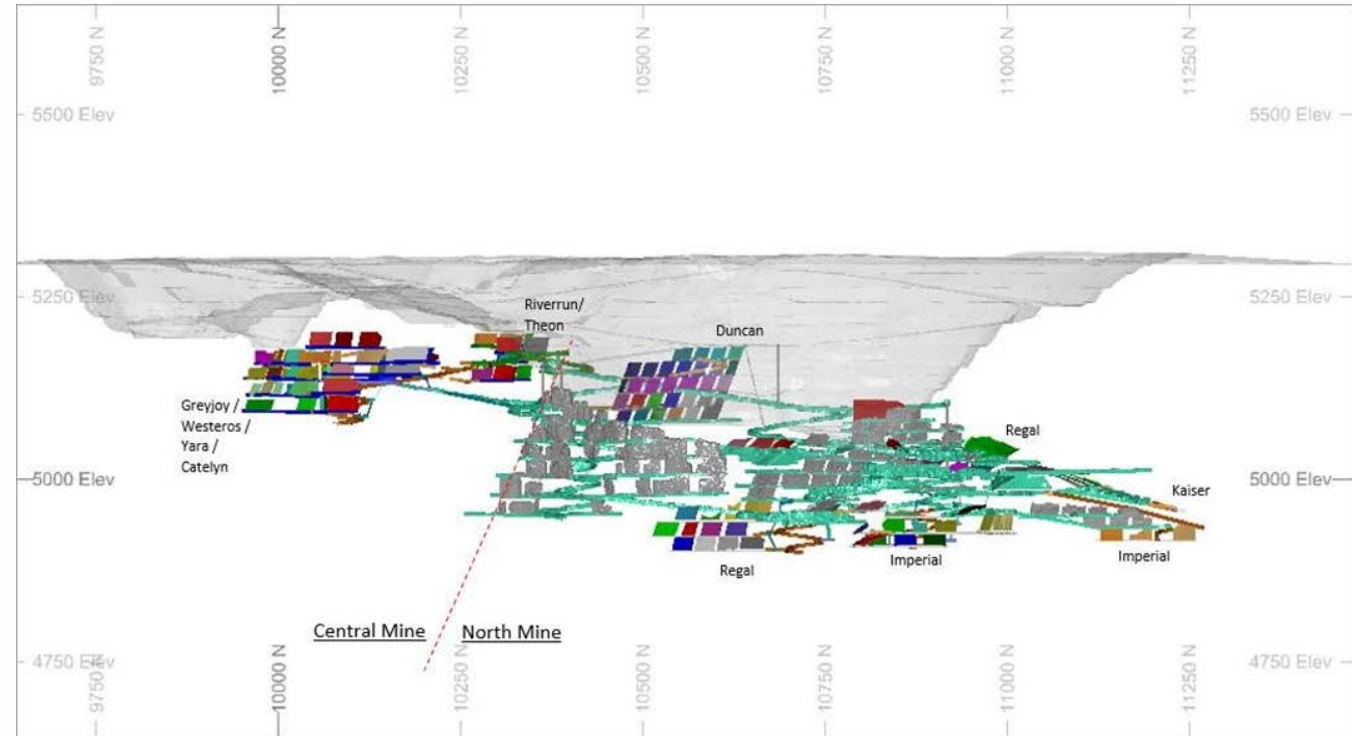 9750 N
10000 N
10250 N
10500 N
10750 N
11000 N
11250 N
5500 Elev
5500 Elev
5250 Elev
5250 Elev
Riverrun/
Theon
Duncan
Greyjoy /
Westeros /
Yara /
Catelyn
Regal
5000 Elev
5000 Elev
Kaiser
Regal
Imperial
Imperial
Central Mine
North Mine
4750 Elev
4750 Elev
9750 N
10000 N
10250 N
10500 N
10750 N
11000 N
11250 N